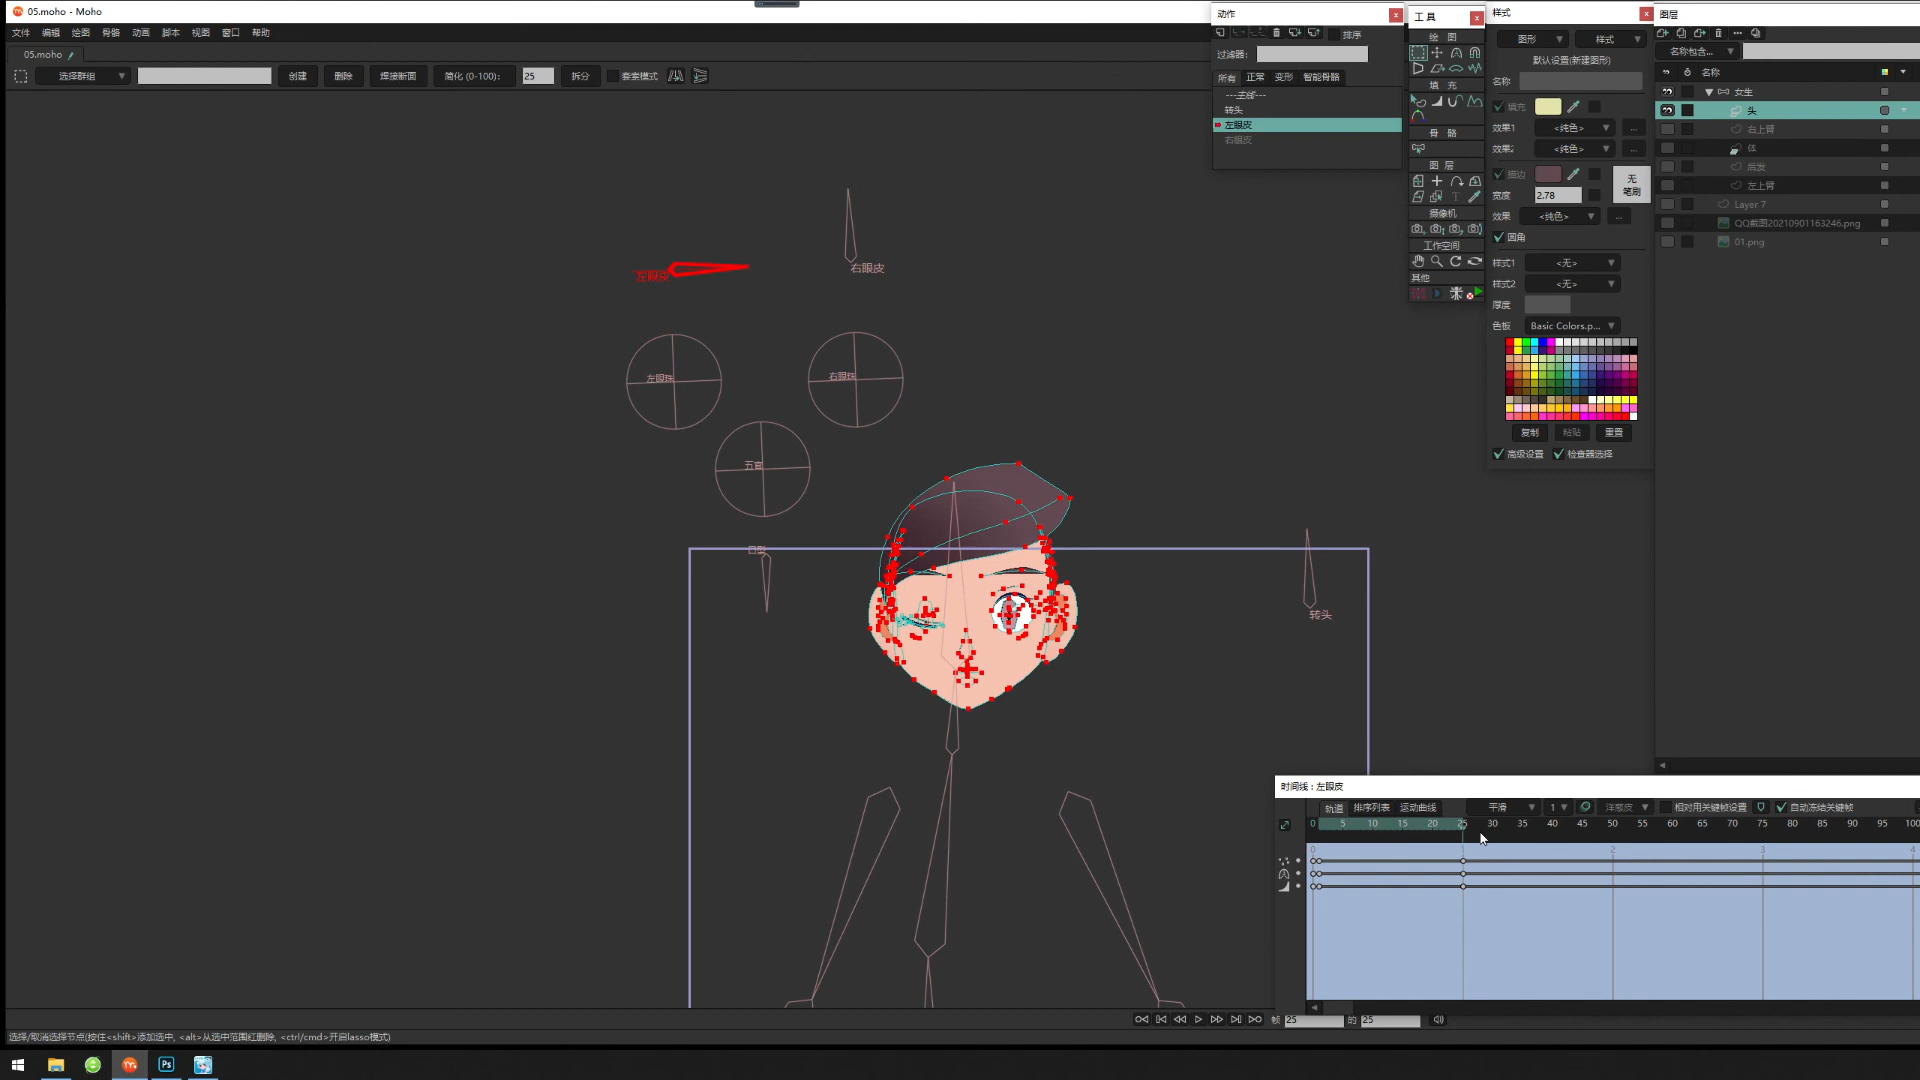 05.moho - Moho
文件 编辑 绘图 骨骼 动画 脚本 视图 窗口 帮助
05.moho
选择群组 创建 删除 焊接断面 简化 (0-100): 25 拆分 套索模式
动作
排序
过滤器:
所有 正常 变形 智能骨骼
---主线---
转头
左眼皮
右眼皮
工具
绘 图
填 充
骨 骼
图 层
摄像机
工作空间
其他
样式
图形 样式
默认设置(新建图形)
名称
填充
效果1 <纯色> ...
效果2 <纯色> ...
描边
无
笔刷
宽度 2.78
效果 <纯色> ...
圆角
样式1 <无>
样式2 <无>
厚度
色板 Basic Colors.p...
复制 粘贴 重置
高级设置 检查器选择
图层
名称包含...
名称
女生
头
右上臂
体
后发
左上臂
Layer 7
QQ截图20210901163246.png
01.png
左眼皮
右眼皮
左眼珠
右眼珠
五官
转头
时间线 : 左眼皮
轨道 排序列表 运动曲线 平滑 1 洋葱皮 相对用关键帧设置 自动冻结关键帧
0 5 10 15 20 25 30 35 40 45 50 55 60 65 70 75 80 85 90 95 100
0 1 2 3 4
帧 25 的 25
选择/取消选择节点(按住<shift>添加选中, <alt>从选中范围红删除, <ctrl/cmd>开启lasso模式)
Ps